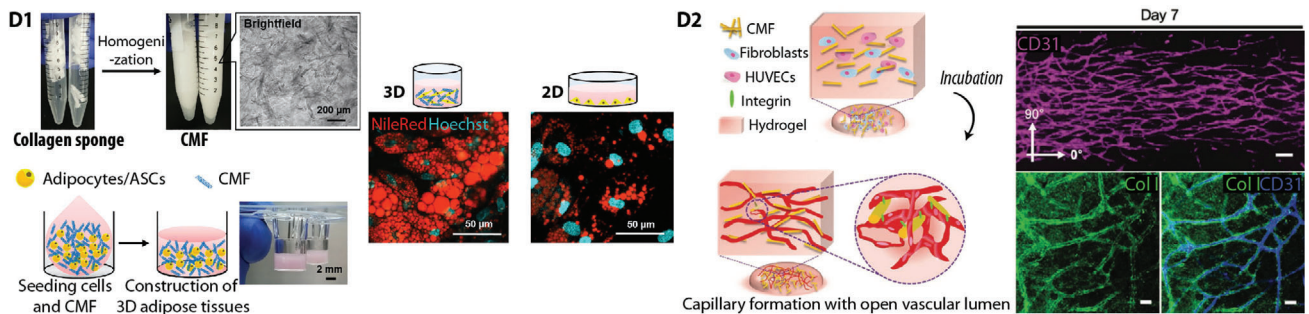 D1
Homogeni
-zation
Collagen sponge
CMF
Brightfield
200 µm
Adipocytes/ASCs
CMF
Seeding cells
and CMF
Construction of
3D adipose tissues
2 mm
3D
2D
NileRed Hoechst
50 µm
50 µm
D2
CMF
Fibroblasts
HUVECs
Integrin
Hydrogel
Incubation
Capillary formation with open vascular lumen
Day 7
CD31
90°
0°
Col I
Col I CD31